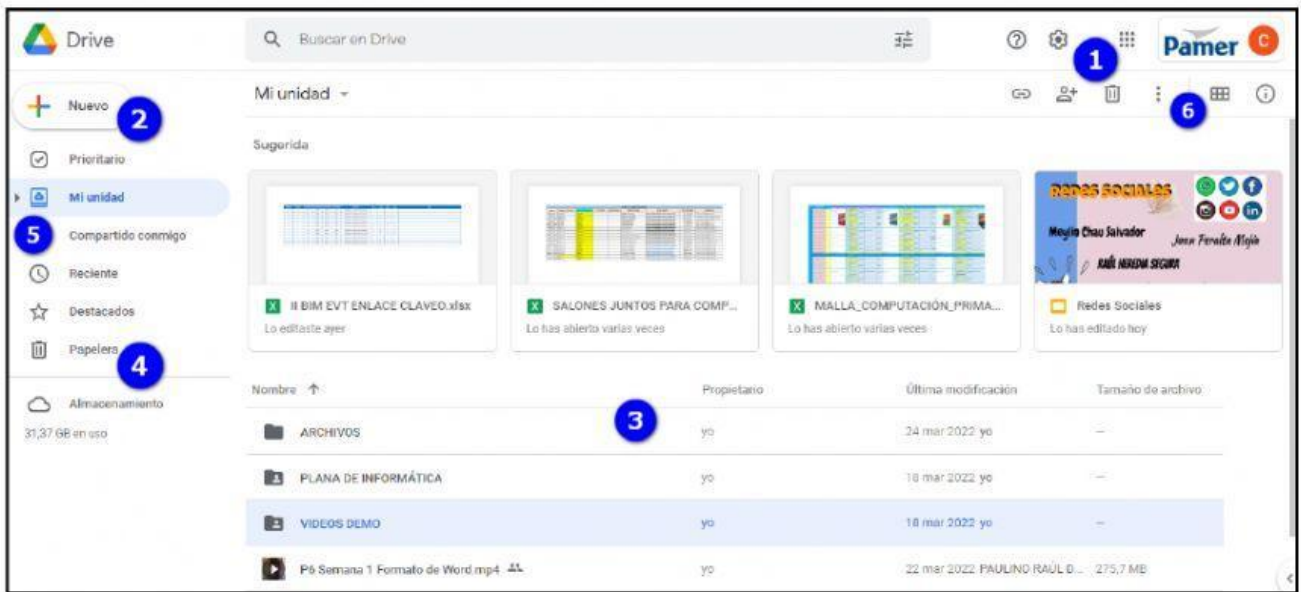 Drive
Buscar en Drive
1
Pamer
C
Nuevo
2
Mi unidad
6
Prioritario
Mi unidad
5
Compartido conmigo
Reciente
Destacados
Papelera
4
Almacenamiento
31,37 GB en uso
Sugerida
II BIM EVT ENLACE CLAVEO.xlsx
Lo editaste ayer
SALONES JUNTOS PARA COMP...
Lo has abierto varias veces
MALLA_COMPUTACIÓN_PRIMA...
Lo has abierto varias veces
REDES SOCIALES
Chau Salvador
Jean Peralta Mejía
RAÚL HEREDIA SEGURA
Redes Sociales
Lo has editado hoy
Nombre Propietario Última modificación Tamaño de archivo
3
ARCHIVOS yo 24 mar 2022 yo —
PLANA DE INFORMÁTICA yo 18 mar 2022 yo —
VIDEOS DEMO yo 18 mar 2022 yo —
P6 Semana 1 Formato de Word.mp4 yo 22 mar 2022 PAULINO RAÚL D... 275,7 MB